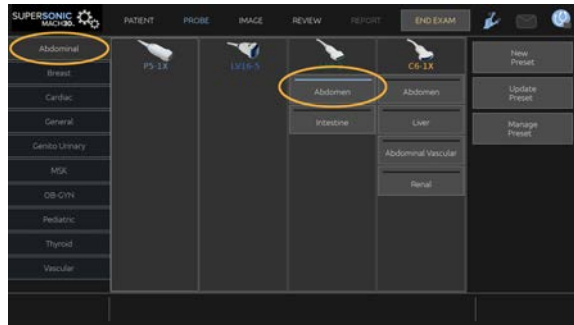 SUPERSONIC
MACH30
PATIENT
PROBE
IMAGE
REVIEW
REPORT
END EXAM
Abdominal
Breast
Cardiac
General
Genito Urinary
MSK
OB-GYN
Pediatric
Thyroid
Vascular
P5-1X
LV16-5
Abdomen
Intestine
C6-1X
Abdomen
Liver
Abdominal Vascular
Renal
New
Preset
Update
Preset
Manage
Preset